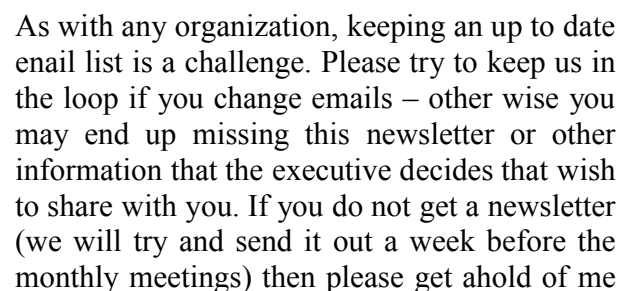 As with any organization, keeping an up to date
enail list is a challenge. Please try to keep us in
the loop if you change emails – other wise you
may end up missing this newsletter or other
information that the executive decides that wish
to share with you. If you do not get a newsletter
(we will try and send it out a week before the
monthly meetings) then please get ahold of me